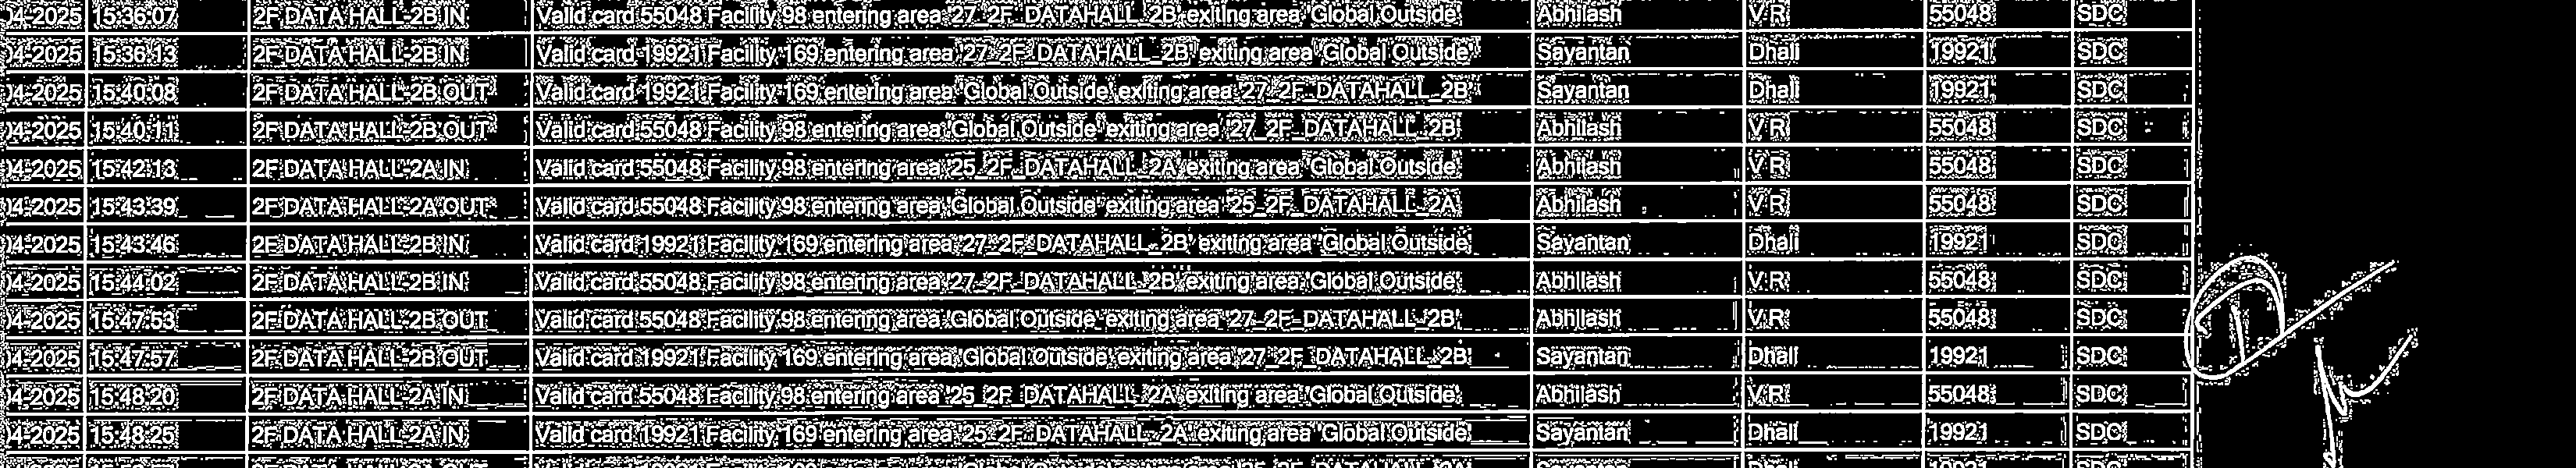 04-2025 15:36:07 2F DATA HALL-2B IN Valid card 55048 Facility 98 entering area '27_2F_DATAHALL_2B' exiting area 'Global Outside' Abhilash V R 55048 SDC
04-2025 15:36:13 2F DATA HALL-2B IN Valid card 19921 Facility 169 entering area '27_2F_DATAHALL_2B' exiting area 'Global Outside' Sayantan Dhali 19921 SDC
04-2025 15:40:08 2F DATA HALL-2B OUT Valid card 19921 Facility 169 entering area 'Global Outside' exiting area '27_2F_DATAHALL_2B' Sayantan Dhali 19921 SDC
04-2025 15:40:11 2F DATA HALL-2B OUT Valid card 55048 Facility 98 entering area 'Global Outside' exiting area '27_2F_DATAHALL_2B' Abhilash V R 55048 SDC
04-2025 15:42:13 2F DATA HALL-2A IN Valid card 55048 Facility 98 entering area '25_2F_DATAHALL_2A' exiting area 'Global Outside' Abhilash V R 55048 SDC
04-2025 15:43:39 2F DATA HALL-2A OUT Valid card 55048 Facility 98 entering area 'Global Outside' exiting area '25_2F_DATAHALL_2A' Abhilash V R 55048 SDC
04-2025 15:43:46 2F DATA HALL-2B IN Valid card 19921 Facility 169 entering area '27_2F_DATAHALL_2B' exiting area 'Global Outside' Sayantan Dhali 19921 SDC
04-2025 15:44:02 2F DATA HALL-2B IN Valid card 55048 Facility 98 entering area '27_2F_DATAHALL_2B' exiting area 'Global Outside' Abhilash V R 55048 SDC
04-2025 15:47:53 2F DATA HALL-2B OUT Valid card 55048 Facility 98 entering area 'Global Outside' exiting area '27_2F_DATAHALL_2B' Abhilash V R 55048 SDC
04-2025 15:47:57 2F DATA HALL-2B OUT Valid card 19921 Facility 169 entering area 'Global Outside' exiting area '27_2F_DATAHALL_2B' Sayantan Dhali 19921 SDC
04-2025 15:48:20 2F DATA HALL-2A IN Valid card 55048 Facility 98 entering area '25_2F_DATAHALL_2A' exiting area 'Global Outside' Abhilash V R 55048 SDC
04-2025 15:48:25 2F DATA HALL-2A IN Valid card 19921 Facility 169 entering area '25_2F_DATAHALL_2A' exiting area 'Global Outside' Sayantan Dhali 19921 SDC